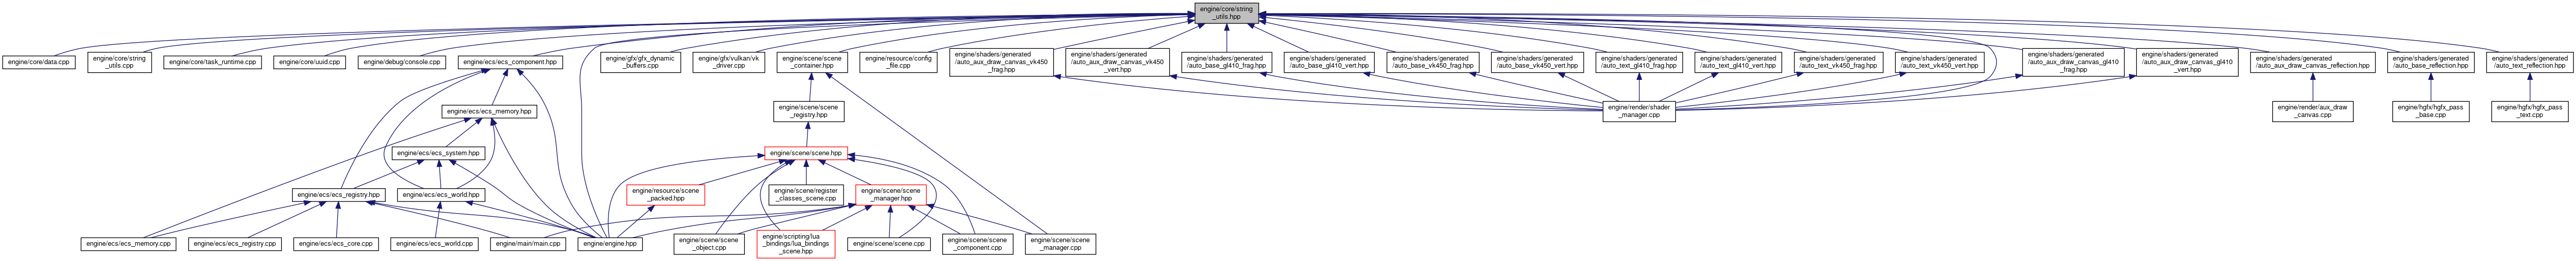 engine/core/string
_utils.hpp
engine/core/data.cpp
engine/core/string
_utils.cpp
engine/core/task_runtime.cpp
engine/core/uuid.cpp
engine/debug/console.cpp
engine/ecs/ecs_component.hpp
engine/gfx/gfx_dynamic
_buffers.cpp
engine/gfx/vulkan/vk
_driver.cpp
engine/scene/scene
_container.hpp
engine/resource/config
_file.cpp
engine/shaders/generated
/auto_aux_draw_canvas_vk450
_frag.hpp
engine/shaders/generated
/auto_aux_draw_canvas_vk450
_vert.hpp
engine/shaders/generated
/auto_base_gl410_frag.hpp
engine/shaders/generated
/auto_base_gl410_vert.hpp
engine/shaders/generated
/auto_base_vk450_frag.hpp
engine/shaders/generated
/auto_base_vk450_vert.hpp
engine/shaders/generated
/auto_text_gl410_frag.hpp
engine/shaders/generated
/auto_text_gl410_vert.hpp
engine/shaders/generated
/auto_text_vk450_frag.hpp
engine/shaders/generated
/auto_text_vk450_vert.hpp
engine/shaders/generated
/auto_aux_draw_canvas_gl410
_frag.hpp
engine/shaders/generated
/auto_aux_draw_canvas_gl410
_vert.hpp
engine/shaders/generated
/auto_aux_draw_canvas_reflection.hpp
engine/shaders/generated
/auto_base_reflection.hpp
engine/shaders/generated
/auto_text_reflection.hpp
engine/ecs/ecs_memory.hpp
engine/scene/scene
_registry.hpp
engine/render/shader
_manager.cpp
engine/render/aux_draw
_canvas.cpp
engine/hgfx/hgfx_pass
_base.cpp
engine/hgfx/hgfx_pass
_text.cpp
engine/ecs/ecs_system.hpp
engine/scene/scene.hpp
engine/ecs/ecs_registry.hpp
engine/ecs/ecs_world.hpp
engine/resource/scene
_packed.hpp
engine/scene/register
_classes_scene.cpp
engine/scene/scene
_manager.hpp
engine/ecs/ecs_memory.cpp
engine/ecs/ecs_registry.cpp
engine/ecs/ecs_core.cpp
engine/ecs/ecs_world.cpp
engine/main/main.cpp
engine/engine.hpp
engine/scene/scene
_object.cpp
engine/scripting/lua
_bindings/lua_bindings
_scene.hpp
engine/scene/scene.cpp
engine/scene/scene
_component.cpp
engine/scene/scene
_manager.cpp